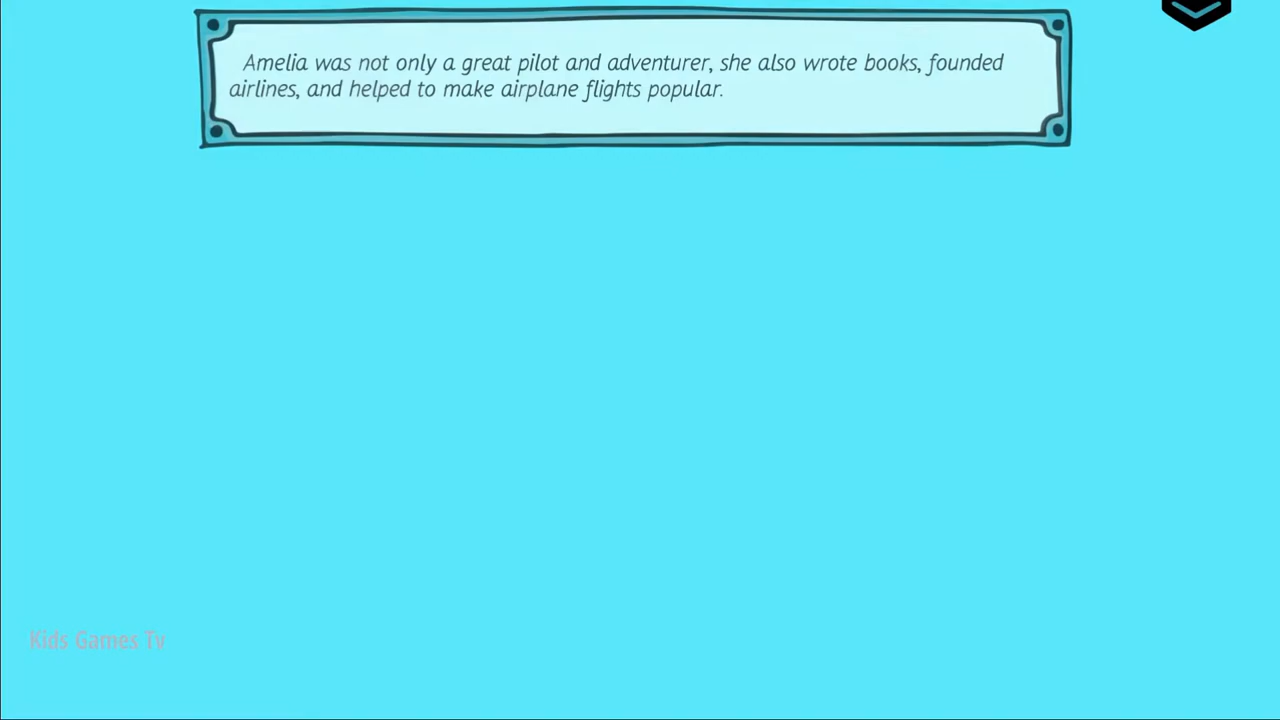 Amelia was not only a great pilot and adventurer, she also wrote books, founded
airlines, and helped to make airplane flights popular.
Kids Games Tv